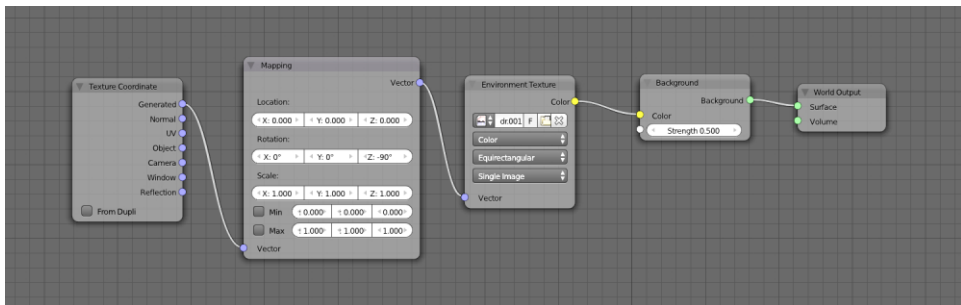 Texture Coordinate
Generated
Normal
UV
Object
Camera
Window
Reflection
From Dupli
Mapping
Vector
Location:
X: 0.000 Y: 0.000 Z: 0.000
Rotation:
X: 0° Y: 0° Z: -90°
Scale:
X: 1.000 Y: 1.000 Z: 1.000
Min 0.000 0.000 0.000
Max 1.000 1.000 1.000
Vector
Environment Texture
Color
dr.001 F
Color
Equirectangular
Single Image
Vector
Background
Background
Color
Strength 0.500
World Output
Surface
Volume